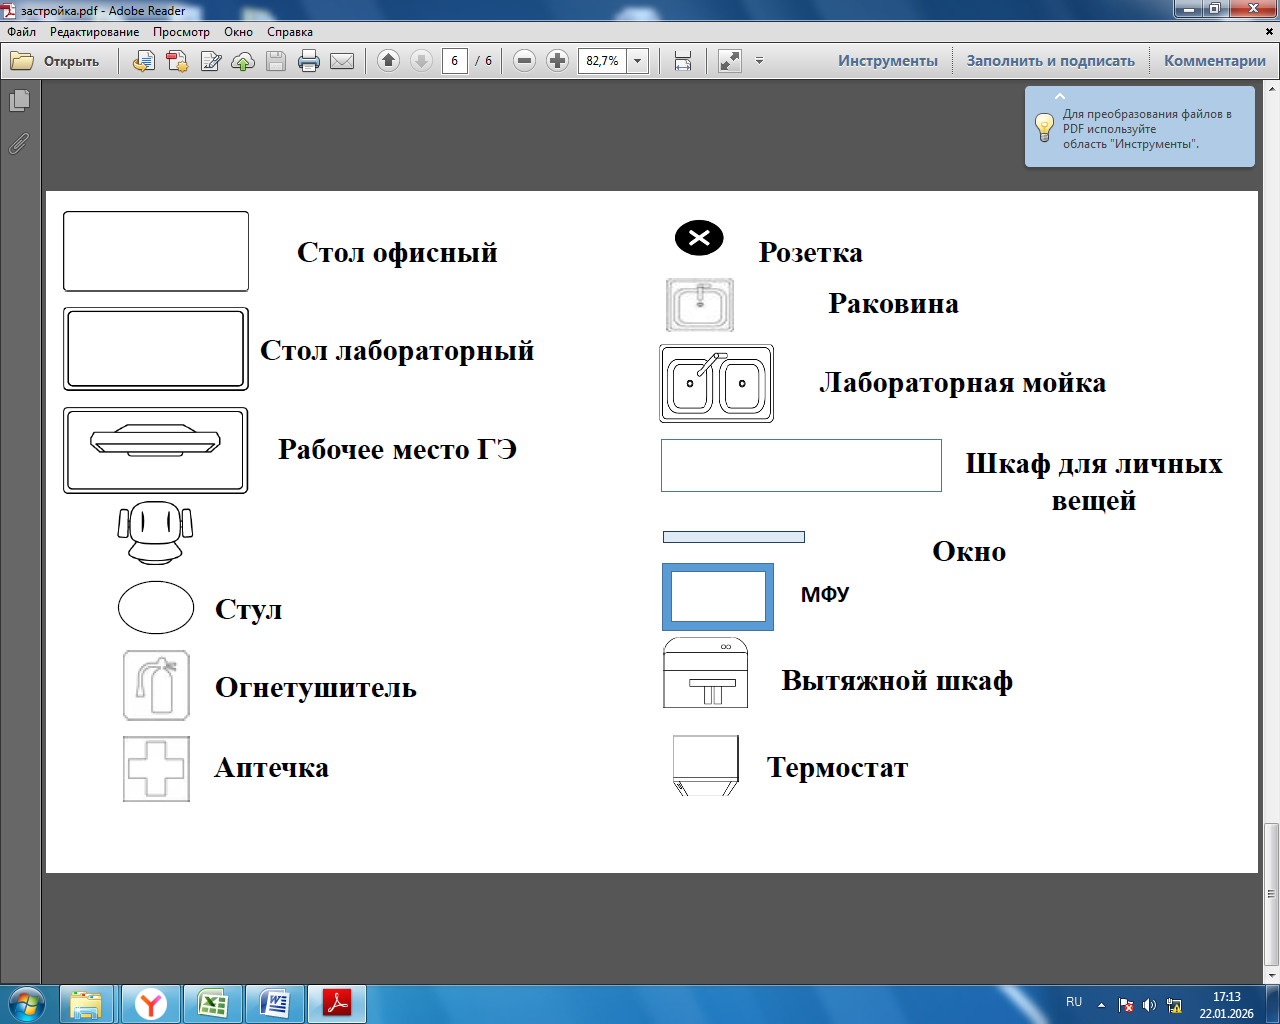 застройка.pdf - Adobe Reader
Файл Редактирование Просмотр Окно Справка
Открыть 6 / 6 82,7% Инструменты Заполнить и подписать Комментарии
Для преобразования файлов в
PDF используйте
область "Инструменты".
Стол офисный
Стол лабораторный
Рабочее место ГЭ
Стул
Огнетушитель
Аптечка
Розетка
Раковина
Лабораторная мойка
Шкаф для личных
вещей
Окно
МФУ
Вытяжной шкаф
Термостат
RU
17:13
22.01.2026